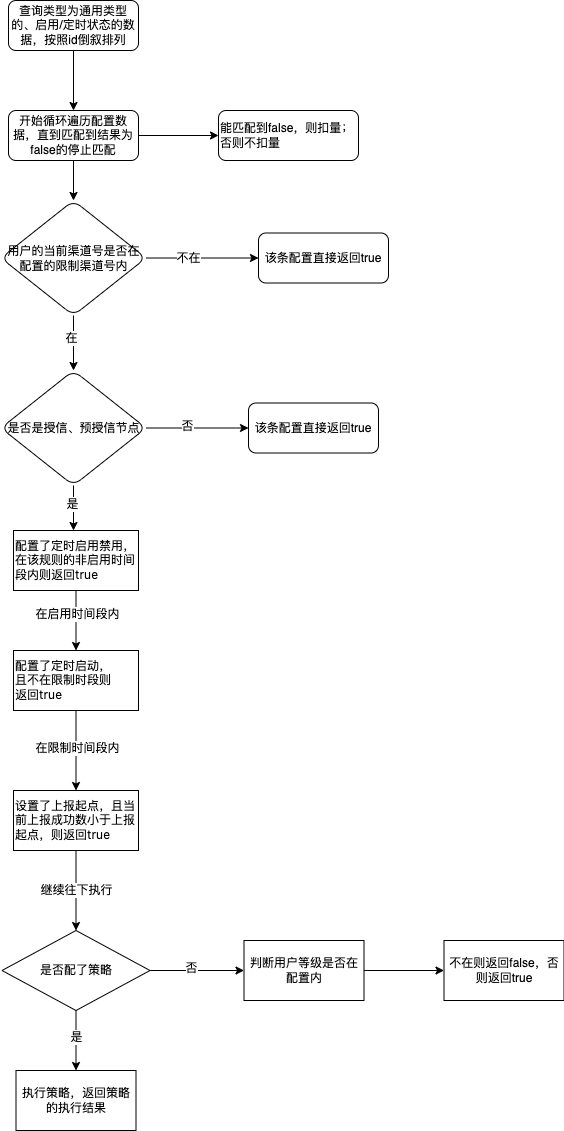 查询类型为通用类型
的、启用/定时状态的数
据，按照id倒叙排列
开始循环遍历配置数
据，直到匹配到结果为
false的停止匹配
能匹配到false，则扣量；
否则不扣量
用户的当前渠道号是否在
配置的限制渠道号内
不在
该条配置直接返回true
在
是否是授信、预授信节点
否
该条配置直接返回true
是
配置了定时启用禁用，
在该规则的非启用时间
段内则返回true
在启用时间段内
配置了定时启动，
且不在限制时段则
返回true
在限制时间段内
设置了上报起点，且当
前上报成功数小于上报
起点，则返回true
继续往下执行
是否配了策略
否
判断用户等级是否在
配置内
不在则返回false，否
则返回true
是
执行策略，返回策略
的执行结果